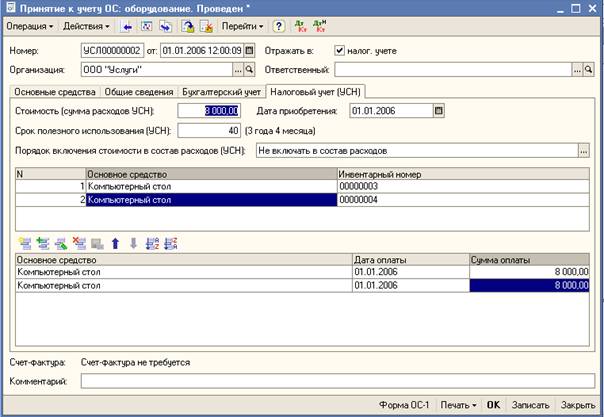 Принятие к учету ОС: оборудование. Проведен *
Операция Действия Перейти ? Дт Кт Дт Н Кт
Номер: УСЛ00000002 от: 01.01.2006 12:00:09 Отражать в: налог. учете
Организация: ООО "Услуги" ... Ответственный: ...
Основные средства Общие сведения Бухгалтерский учет Налоговый учет (УСН)
Стоимость (сумма расходов УСН): 8 000,00 Дата приобретения: 01.01.2006
Срок полезного использования (УСН): 40 (3 года 4 месяца)
Порядок включения стоимости в состав расходов (УСН): Не включать в состав расходов ...
N Основное средство Инвентарный номер
1 Компьютерный стол 00000003
2 Компьютерный стол 00000004
Основное средство Дата оплаты Сумма оплаты
Компьютерный стол 01.01.2006 8 000,00
Компьютерный стол 01.01.2006 8 000,00
Счет-фактура: Счет-фактура не требуется
Комментарий:
Форма ОС-1 Печать OK Записать Закрыть